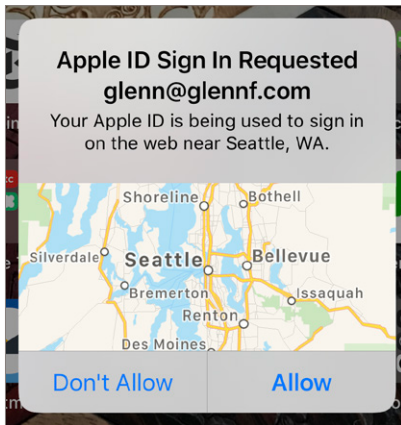 Apple ID Sign In Requested
glenn@glennf.com
Your Apple ID is being used to sign in
on the web near Seattle, WA.
Shoreline
Bothell
Silverdale
Seattle
Bellevue
Bremerton
Issaquah
Renton
Des Moines
Don't Allow
Allow